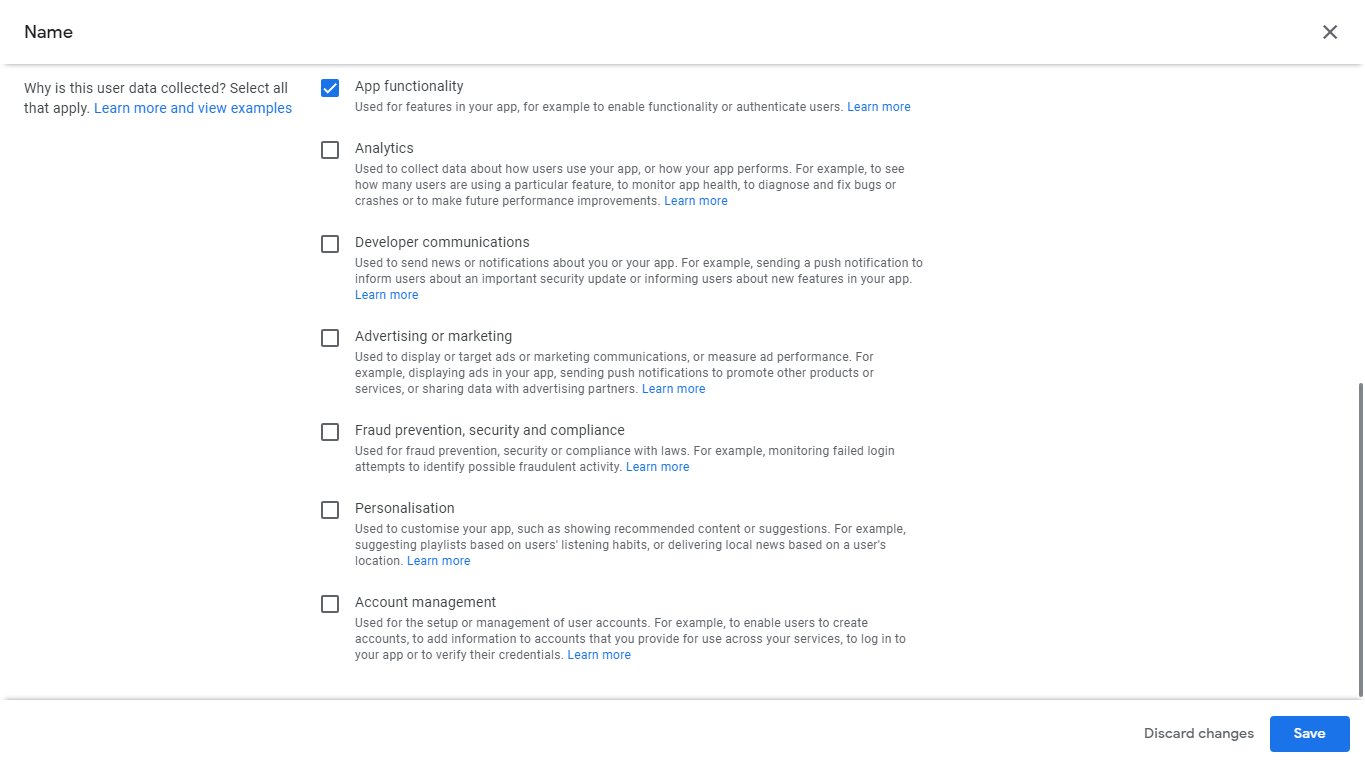 Name
Why is this user data collected? Select all
that apply. Learn more and view examples
App functionality
Used for features in your app, for example to enable functionality or authenticate users. Learn more
Analytics
Used to collect data about how users use your app, or how your app performs. For example, to see
how many users are using a particular feature, to monitor app health, to diagnose and fix bugs or
crashes or to make future performance improvements. Learn more
Developer communications
Used to send news or notifications about you or your app. For example, sending a push notification to
inform users about an important security update or informing users about new features in your app.
Learn more
Advertising or marketing
Used to display or target ads or marketing communications, or measure ad performance. For
example, displaying ads in your app, sending push notifications to promote other products or
services, or sharing data with advertising partners. Learn more
Fraud prevention, security and compliance
Used for fraud prevention, security or compliance with laws. For example, monitoring failed login
attempts to identify possible fraudulent activity. Learn more
Personalisation
Used to customise your app, such as showing recommended content or suggestions. For example,
suggesting playlists based on users' listening habits, or delivering local news based on a user's
location. Learn more
Account management
Used for the setup or management of user accounts. For example, to enable users to create
accounts, to add information to accounts that you provide for use across your services, to log in to
your app or to verify their credentials. Learn more
Discard changes
Save